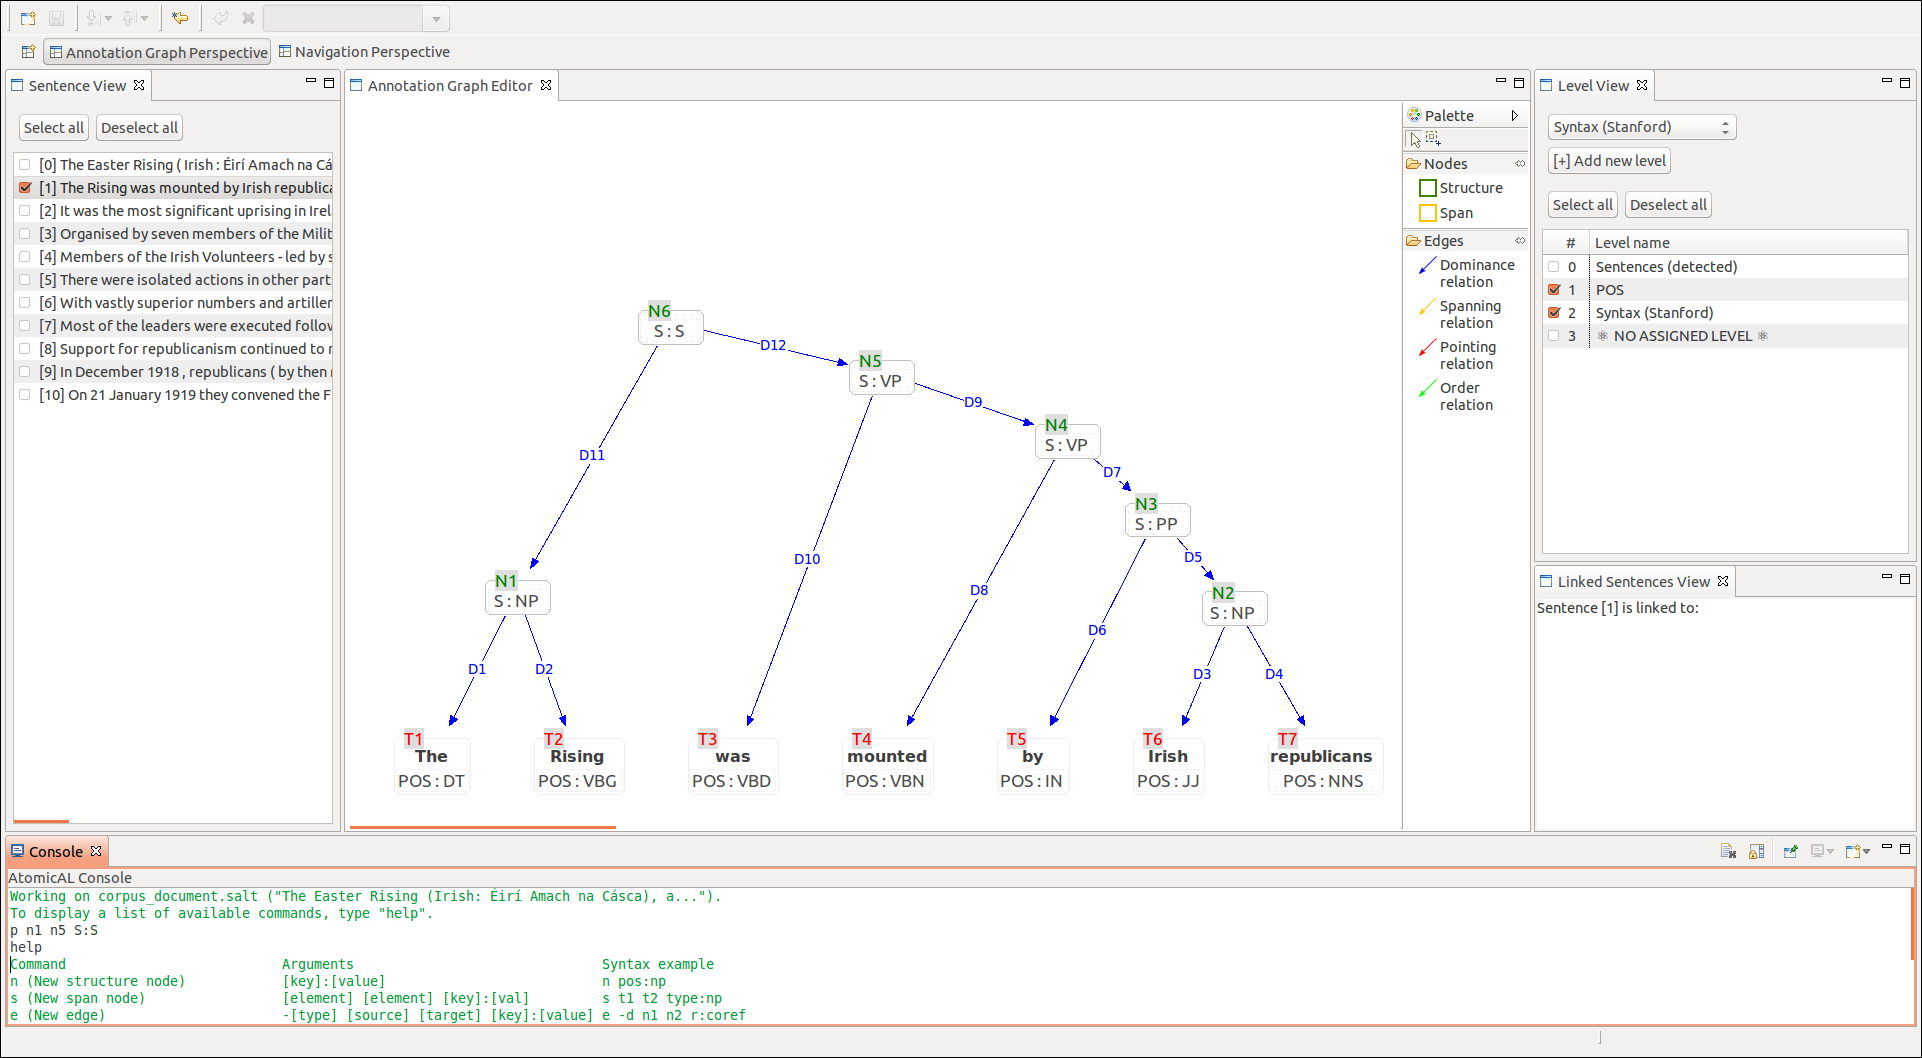 Annotation Graph Perspective
Navigation Perspective
Sentence View
Select all
Deselect all
[0] The Easter Rising ( Irish : Éirí Amach na Cá
[1] The Rising was mounted by Irish republica
[2] It was the most significant uprising in Irel
[3] Organised by seven members of the Milit
[4] Members of the Irish Volunteers - led by s
[5] There were isolated actions in other part
[6] With vastly superior numbers and artiller
[7] Most of the leaders were executed follow
[8] Support for republicanism continued to r
[9] In December 1918 , republicans ( by then r
[10] On 21 January 1919 they convened the F
Annotation Graph Editor
N6
S : S
D12
N5
S : VP
D9
N4
S : VP
D11
D7
N3
S : PP
D10
D5
N1
S : NP
D8
N2
S : NP
D6
D1
D2
D3
D4
T1
The
POS : DT
T2
Rising
POS : VBG
T3
was
POS : VBD
T4
mounted
POS : VBN
T5
by
POS : IN
T6
Irish
POS : JJ
T7
republicans
POS : NNS
Palette
Nodes
Structure
Span
Edges
Dominance
relation
Spanning
relation
Pointing
relation
Order
relation
Level View
Syntax (Stanford)
[+] Add new level
Select all
Deselect all
# Level name
0 Sentences (detected)
1 POS
2 Syntax (Stanford)
3 ⚛ NO ASSIGNED LEVEL ⚛
Linked Sentences View
Sentence [1] is linked to:
Console
AtomicAL Console
Working on corpus_document.salt ("The Easter Rising (Irish: Éirí Amach na Cásca), a...").
To display a list of available commands, type "help".
p n1 n5 S:S
help
Command Arguments Syntax example
n (New structure node) [key]:[value] n pos:np
s (New span node) [element] [element] [key]:[val] s t1 t2 type:np
e (New edge) -[type] [source] [target] [key]:[value] e -d n1 n2 r:coref